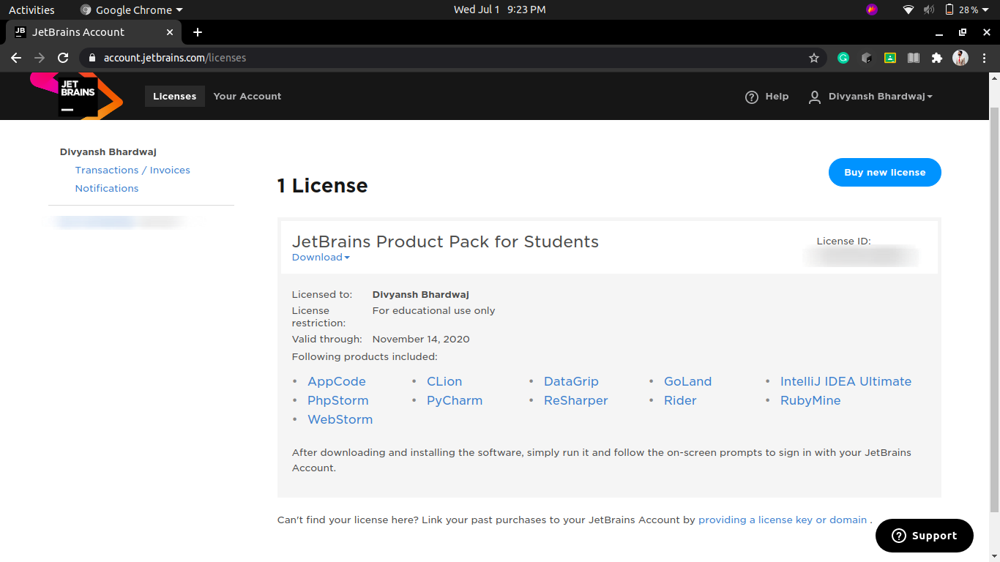 Activities Google Chrome Wed Jul 1 9:23 PM 28 %
JB JetBrains Account
account.jetbrains.com/licenses
JET
BRAINS
Licenses Your Account Help Divyansh Bhardwaj
Divyansh Bhardwaj
Transactions / Invoices
Notifications
Buy new license
1 License
JetBrains Product Pack for Students
Download
License ID:
Licensed to: Divyansh Bhardwaj
License
restriction: For educational use only
Valid through: November 14, 2020
Following products included:
• AppCode • CLion • DataGrip • GoLand • IntelliJ IDEA Ultimate
• PhpStorm • PyCharm • ReSharper • Rider • RubyMine
• WebStorm
After downloading and installing the software, simply run it and follow the on-screen prompts to sign in with your JetBrains
Account.
Can't find your license here? Link your past purchases to your JetBrains Account by providing a license key or domain .
Support